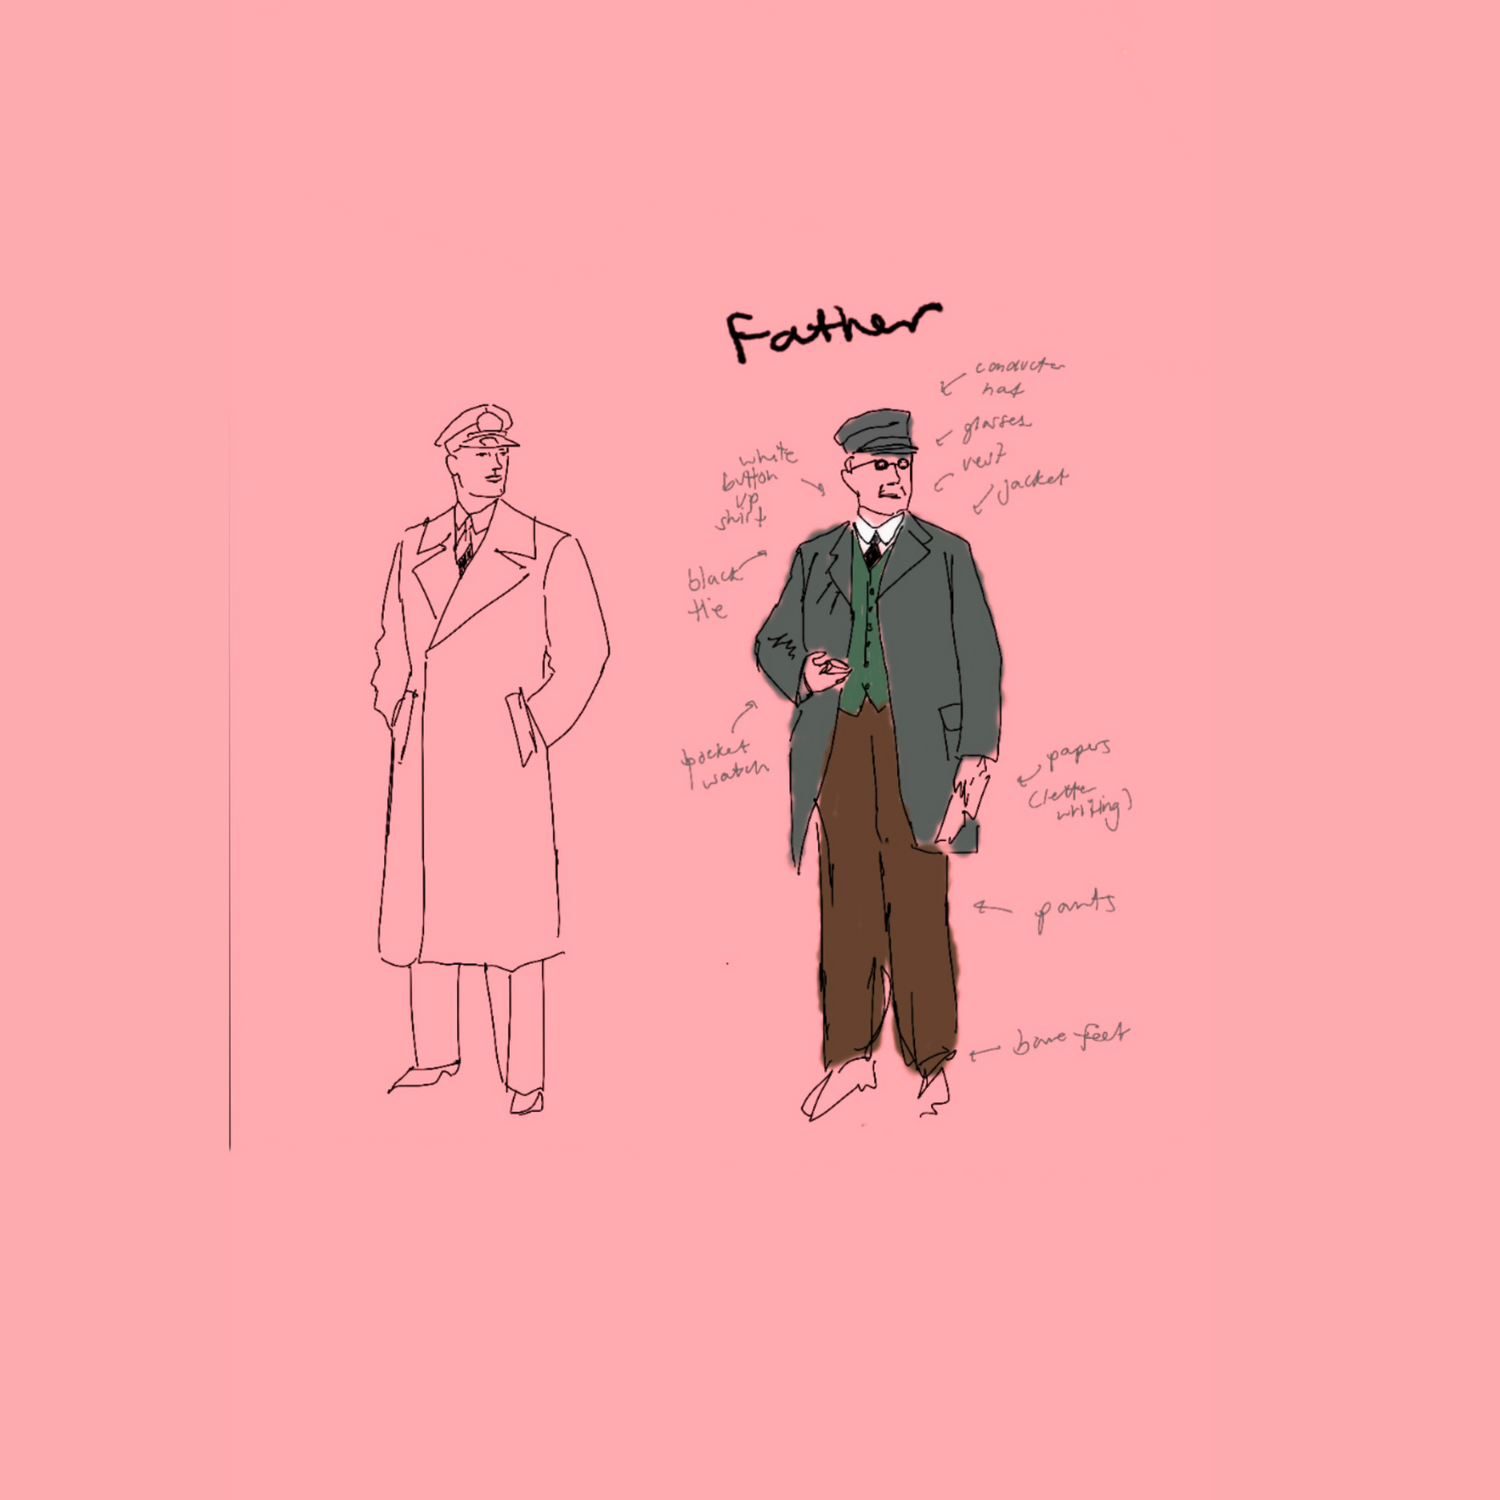 Father
conductor
hat
glasses
vest
jacket
white
button
up
shirt
black
tie
pocket
watch
papers
(letter
writing)
pants
bare feet